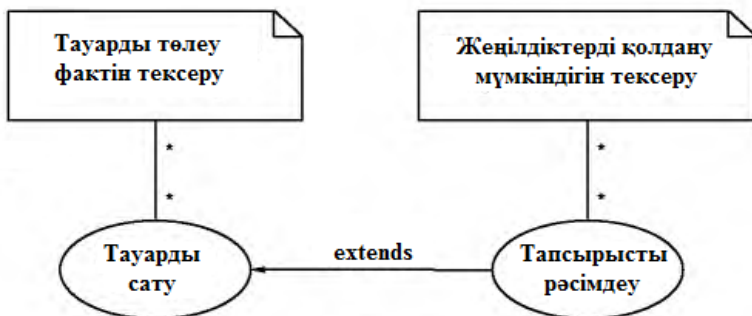 Тауарды төлеу
фактін тексеру
Жеңілдіктерді қолдану
мүмкіндігін тексеру
*
*
*
*
Тауарды
сату
extends
Тапсырысты
рәсімдеу